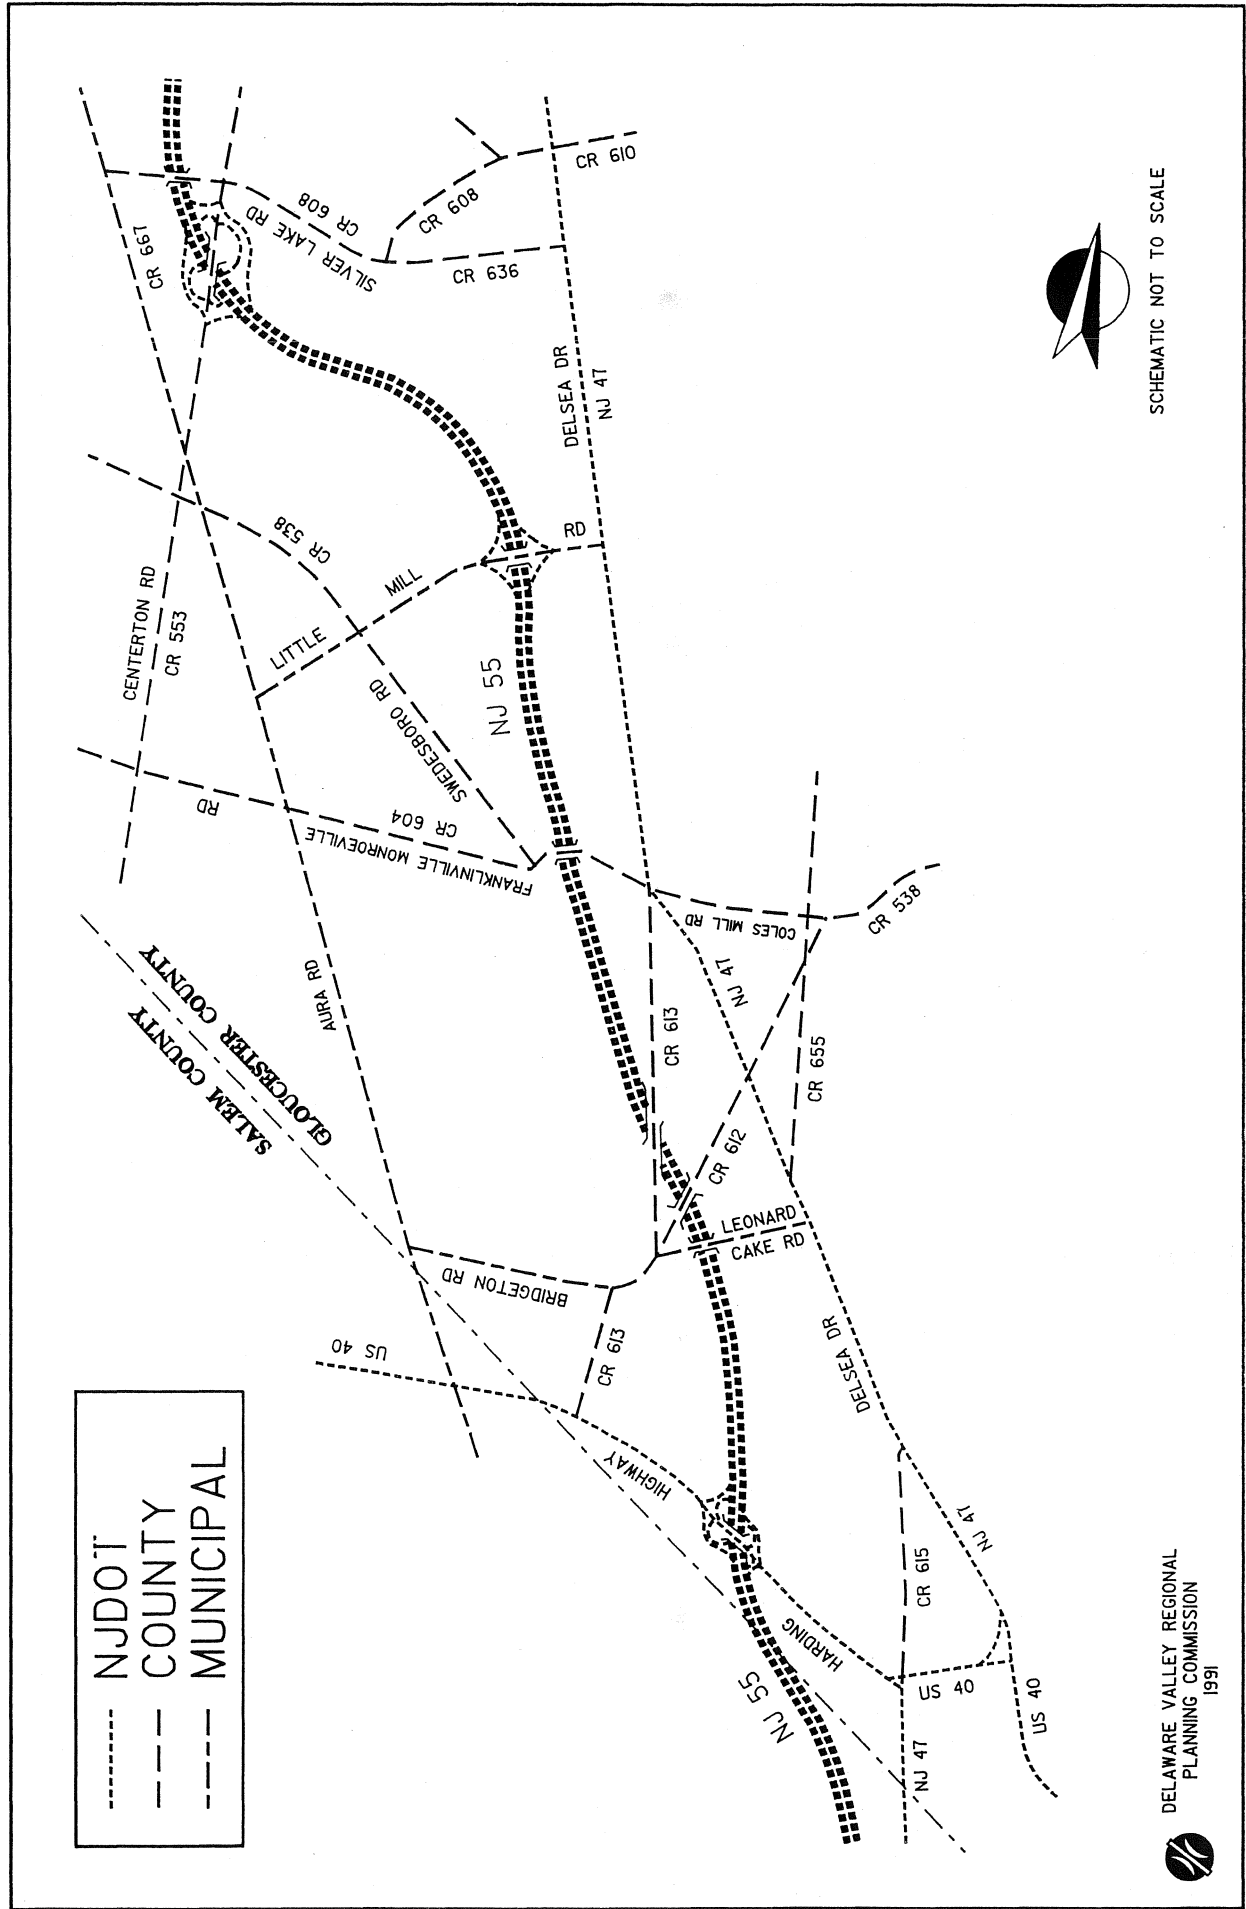 NJDOT
COUNTY
MUNICIPAL
CR 667
CR 608
SILVER LAKE RD
CR 608
CR 610
CR 636
DELSEA DR
NJ 47
CENTERTON RD
CR 553
CR 538
LITTLE
MILL
RD
SWEDESBORO RD
NJ 55
RD
CR 604
FRANKLINVILLE MONROEVILLE
AURA RD
GLOUCESTER COUNTY
SALEM COUNTY
COLES MILL RD
CR 538
NJ 47
CR 613
CR 655
CR 612
LEONARD
CAKE RD
BRIDGETON RD
CR 613
US 40
HIGHWAY
DELSEA DR
NJ 47
CR 615
HARDING
NJ 55
US 40
NJ 47
US 40
SCHEMATIC NOT TO SCALE
DELAWARE VALLEY REGIONAL
PLANNING COMMISSION
1991